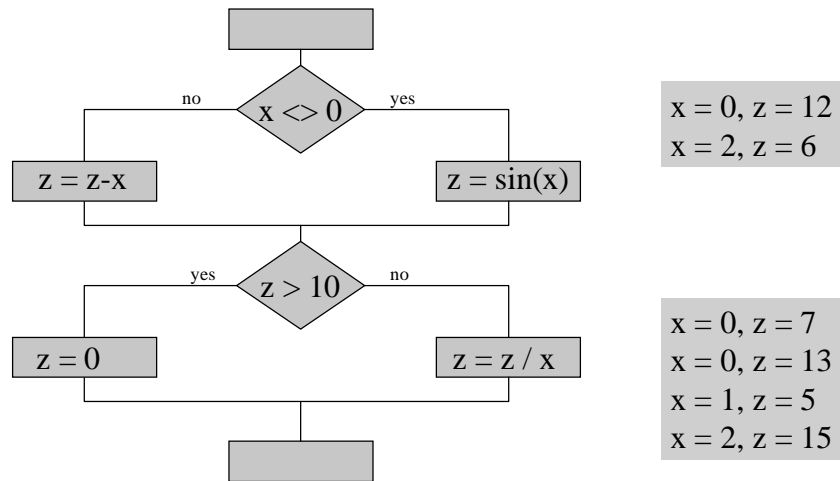 no
x <> 0
yes
z = z-x
z = sin(x)
yes
z > 10
no
z = 0
z = z / x
x = 0, z = 12
x = 2, z = 6
x = 0, z = 7
x = 0, z = 13
x = 1, z = 5
x = 2, z = 15